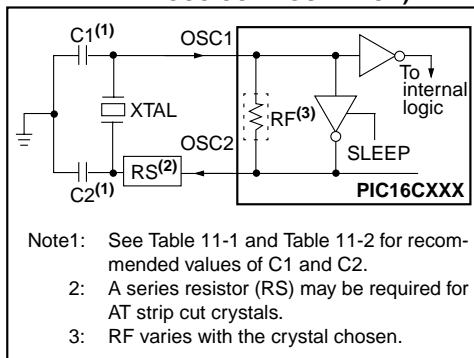 C1(1)
OSC1
To
internal
logic
XTAL
RF(3)
OSC2
SLEEP
RS(2)
C2(1)
PIC16CXXX
Note1: See Table 11-1 and Table 11-2 for recom-
mended values of C1 and C2.
2: A series resistor (RS) may be required for
AT strip cut crystals.
3: RF varies with the crystal chosen.